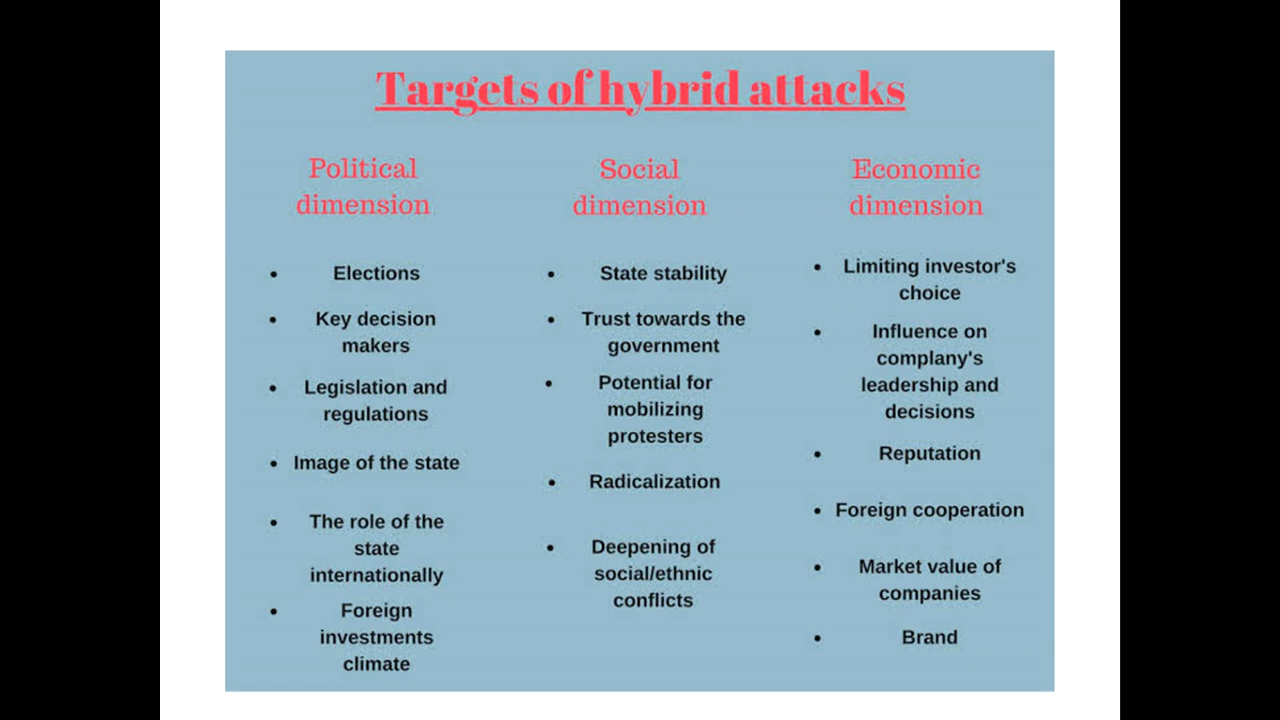 Targets of hybrid attacks
Political
dimension
Elections
Key decision
makers
Legislation and
regulations
Image of the state
The role of the
state
internationally
Foreign
investments
climate
Social
dimension
State stability
Trust towards the
government
Potential for
mobilizing
protesters
Radicalization
Deepening of
social/ethnic
conflicts
Economic
dimension
Limiting investor's
choice
Influence on
complany's
leadership and
decisions
Reputation
Foreign cooperation
Market value of
companies
Brand